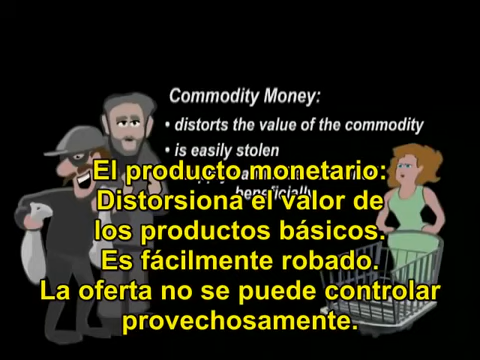 Commodity Money:
• distorts the value of the commodity
• is easily stolen
beneficially
El producto monetario:
Distorsiona el valor de
los productos básicos.
Es fácilmente robado.
La oferta no se puede controlar
provechosamente.